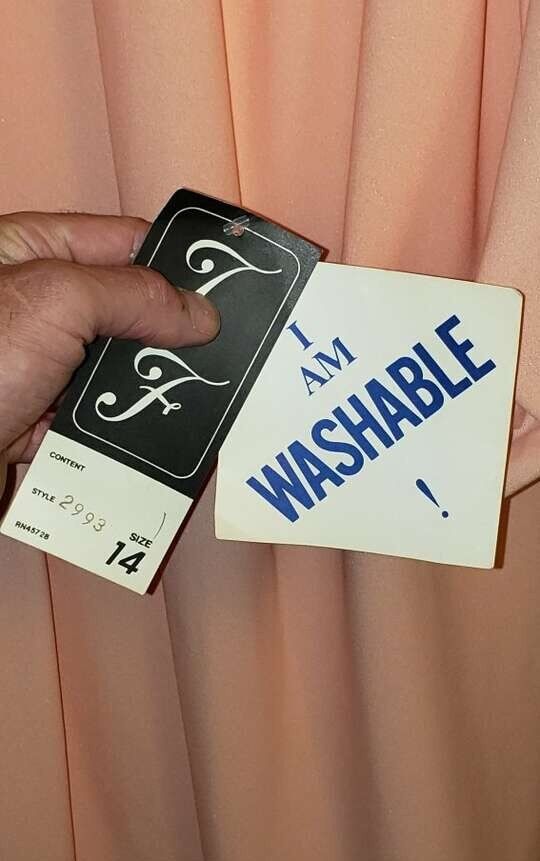 J
F
CONTENT
STYLE 2993
SIZE
RN45728
14
I
AM
WASHABLE
!